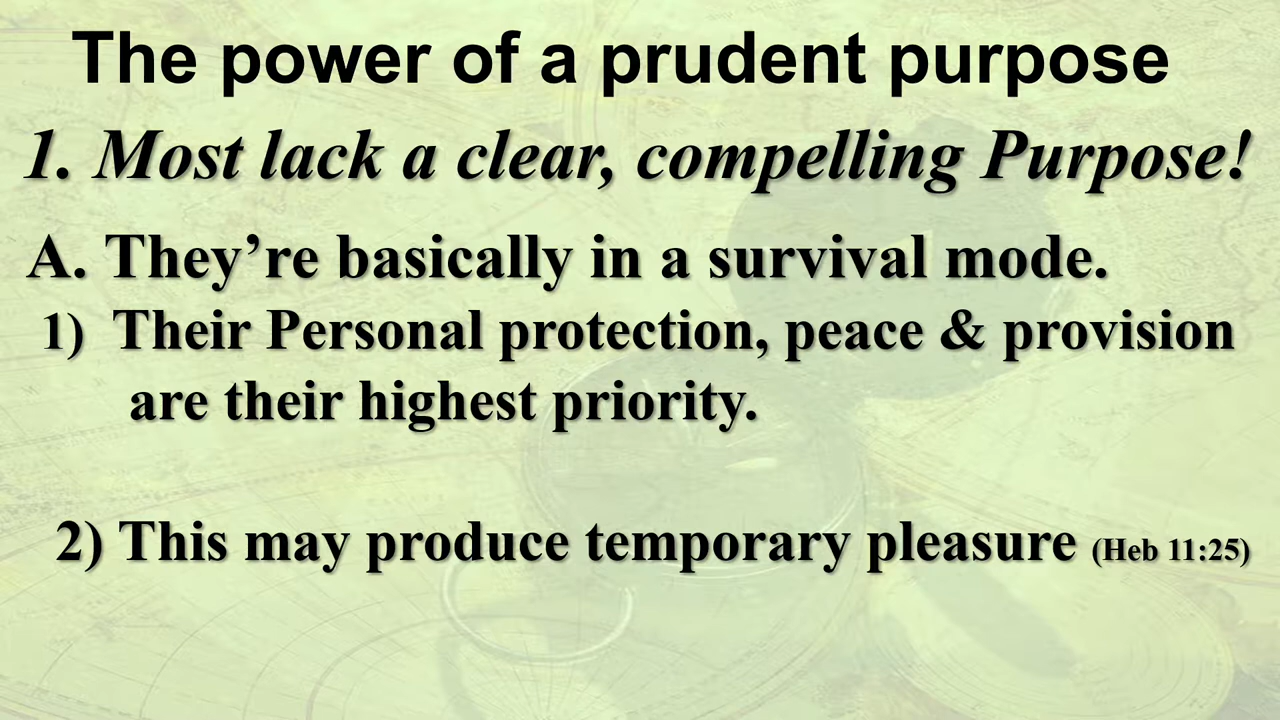 The power of a prudent purpose
1. Most lack a clear, compelling Purpose!
A. They’re basically in a survival mode.
1) Their Personal protection, peace & provision
are their highest priority.
2) This may produce temporary pleasure (Heb 11:25)